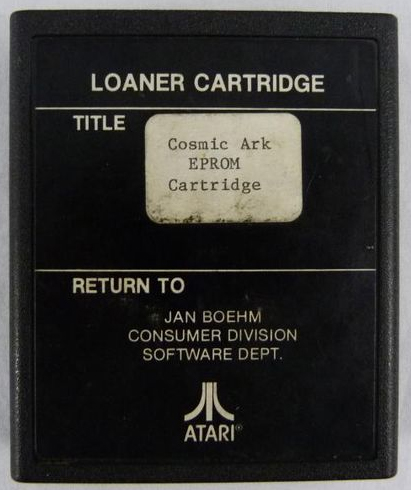 LOANER CARTRIDGE
TITLE
Cosmic Ark
EPROM
Cartridge
RETURN TO
JAN BOEHM
CONSUMER DIVISION
SOFTWARE DEPT.
ATARI®